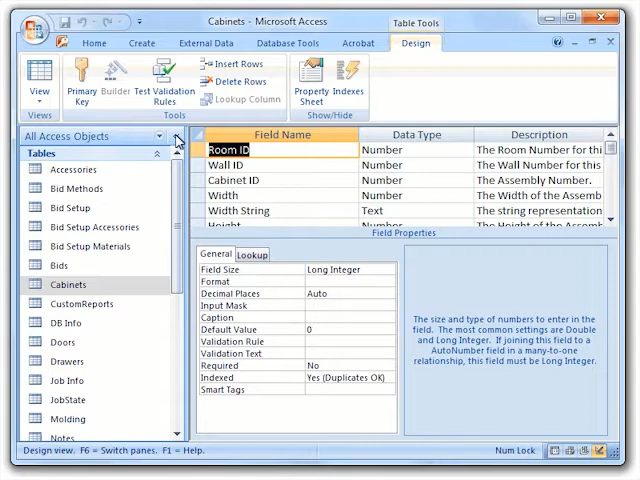 Cabinets - Microsoft Access
Table Tools
Home Create External Data Database Tools Acrobat Design
View
Primary Key
Builder
Test Validation Rules
Insert Rows
Delete Rows
Lookup Column
Property Sheet
Indexes
Views Tools Show/Hide
All Access Objects
Tables
Accessories
Bid Methods
Bid Setup
Bid Setup Accessories
Bid Setup Materials
Bids
Cabinets
CustomReports
DB Info
Doors
Drawers
Job Info
JobState
Molding
Notes
Field Name Data Type Description
Room ID Number The Room Number for thi
Wall ID Number The Wall Number for this
Cabinet ID Number The Assembly Number.
Width Number The Width of the Assemb
Width String Text The string representation
Height Number The Height of the Assemb
Field Properties
General Lookup
Field Size Long Integer
Format
Decimal Places Auto
Input Mask
Caption
Default Value 0
Validation Rule
Validation Text
Required No
Indexed Yes (Duplicates OK)
Smart Tags
The size and type of numbers to enter in the
field. The most common settings are Double
and Long Integer. If joining this field to a
AutoNumber field in a many-to-one
relationship, this field must be Long Integer.
Design view. F6 = Switch panes. F1 = Help.
Num Lock